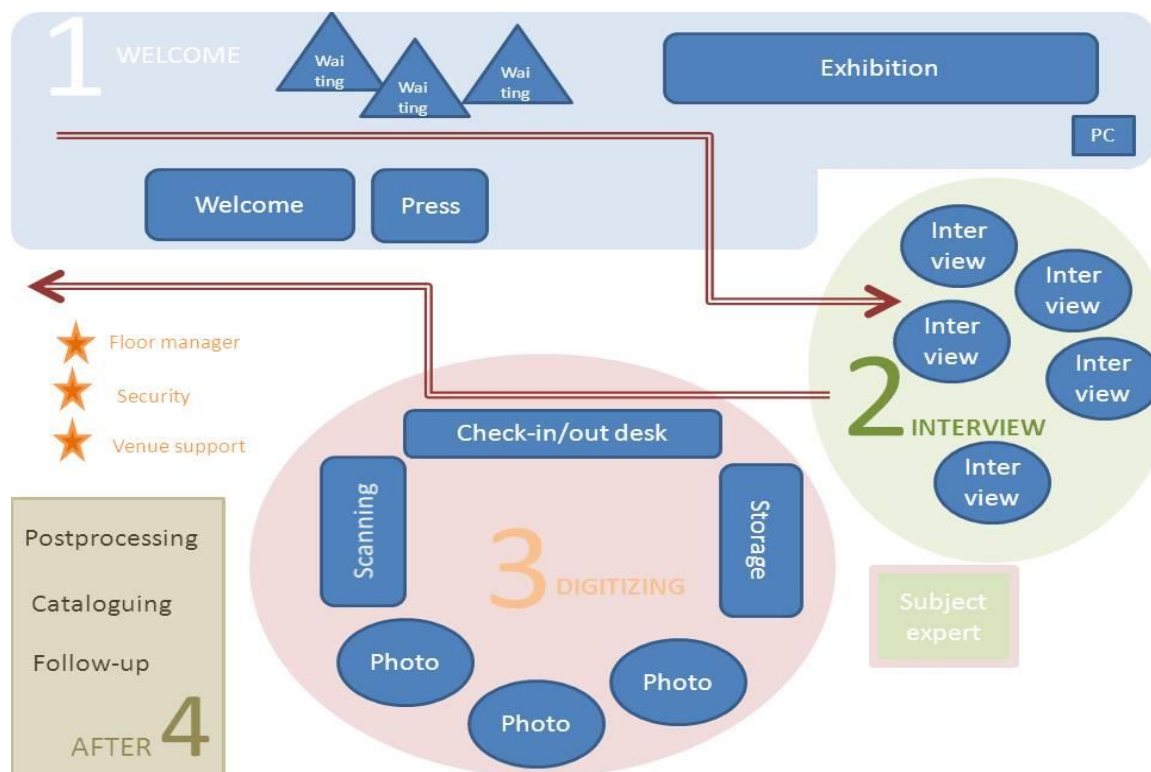 1 WELCOME
Wai
ting
Wai
ting
Wai
ting
Exhibition
PC
Welcome
Press
Inter
view
Inter
view
Inter
view
Inter
view
2 INTERVIEW
Inter
view
Floor manager
Security
Venue support
Check-in/out desk
Scanning
Storage
3 DIGITIZING
Photo
Photo
Photo
Subject
expert
Postprocessing
Cataloguing
Follow-up
AFTER 4